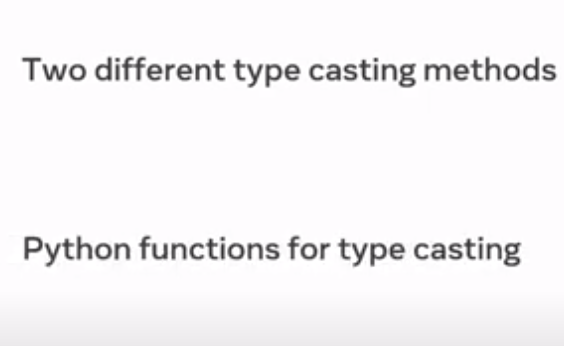 Two different type casting methods
Python functions for type casting